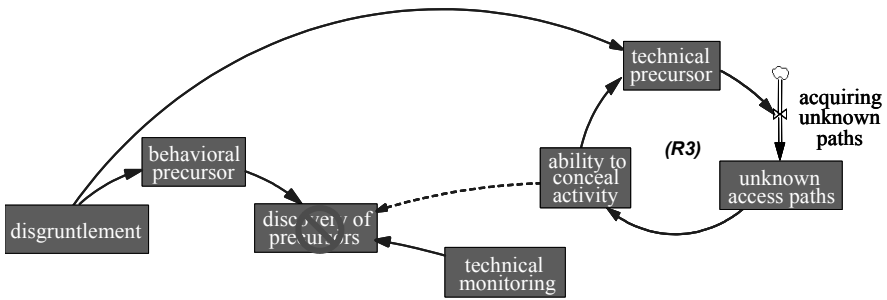 technical
precursor
acquiring
unknown
paths
behavioral
precursor
(R3)
ability to
conceal
activity
unknown
access paths
disgruntlement
discovery of
precursors
technical
monitoring